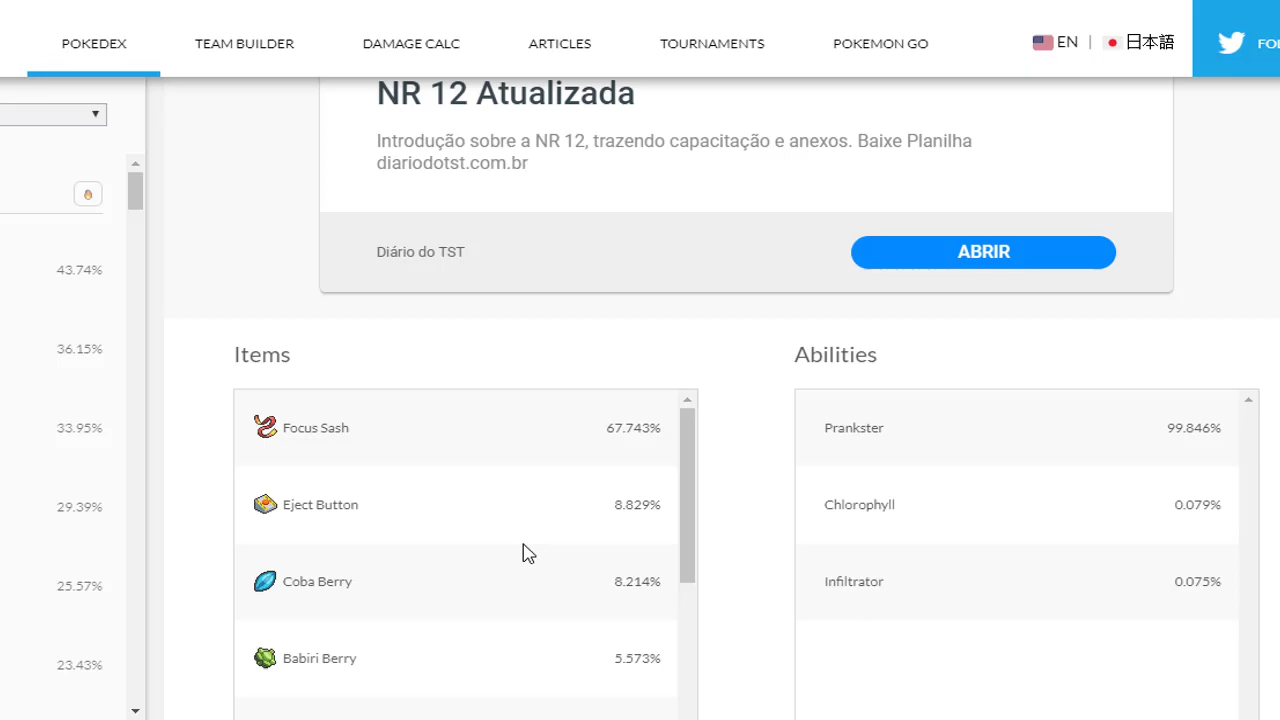 POKEDEX
TEAM BUILDER
DAMAGE CALC
ARTICLES
TOURNAMENTS
POKEMON GO
EN | 日本語
NR 12 Atualizada
Introdução sobre a NR 12, trazendo capacitação e anexos. Baixe Planilha
diariodotst.com.br
Diário do TST
ABRIR
43.74%
36.15%
33.95%
29.39%
25.57%
23.43%
Items
Focus Sash 67.743%
Eject Button 8.829%
Coba Berry 8.214%
Babiri Berry 5.573%
Abilities
Prankster 99.846%
Chlorophyll 0.079%
Infiltrator 0.075%